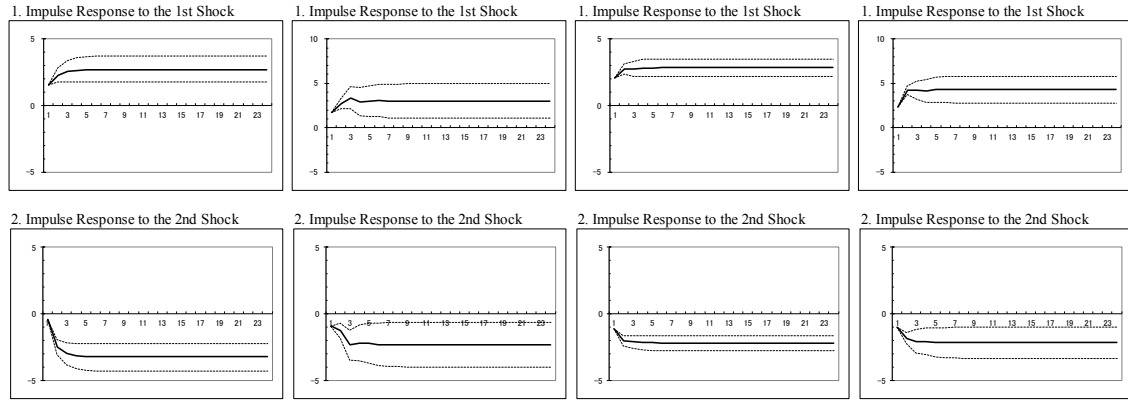 1. Impulse Response to the 1st Shock
5
0
-5
1 3 5 7 9 11 13 15 17 19 21 23
1. Impulse Response to the 1st Shock
10
5
0
-5
1 3 5 7 9 11 13 15 17 19 21 23
1. Impulse Response to the 1st Shock
5
0
-5
1 3 5 7 9 11 13 15 17 19 21 23
1. Impulse Response to the 1st Shock
10
5
0
-5
1 3 5 7 9 11 13 15 17 19 21 23
2. Impulse Response to the 2nd Shock
5
0
-5
1 3 5 7 9 11 13 15 17 19 21 23
2. Impulse Response to the 2nd Shock
5
0
-5
1 3 5 7 9 11 13 15 17 19 21 23
2. Impulse Response to the 2nd Shock
5
0
-5
1 3 5 7 9 11 13 15 17 19 21 23
2. Impulse Response to the 2nd Shock
5
0
-5
1 3 5 7 9 11 13 15 17 19 21 23